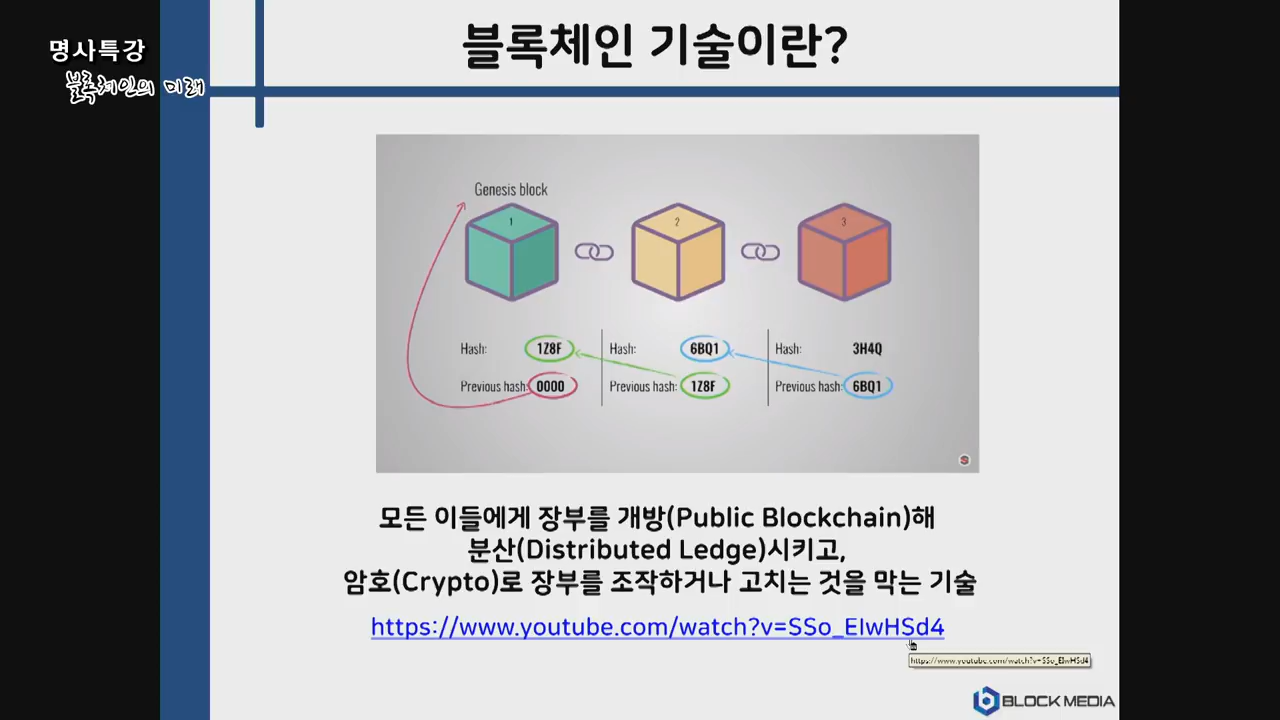 명사특강
블록체인의 미래
블록체인 기술이란?
Genesis block
1
2
3
Hash: 1Z8F
Hash: 6BQ1
Hash: 3H4Q
Previous hash: 0000
Previous hash: 1Z8F
Previous hash: 6BQ1
S
모든 이들에게 장부를 개방(Public Blockchain)해
분산(Distributed Ledge)시키고,
암호(Crypto)로 장부를 조작하거나 고치는 것을 막는 기술
https://www.youtube.com/watch?v=SSo_EIwHSd4
https://www.youtube.com/watch?v=SSo_EIwHSd4
BLOCK MEDIA